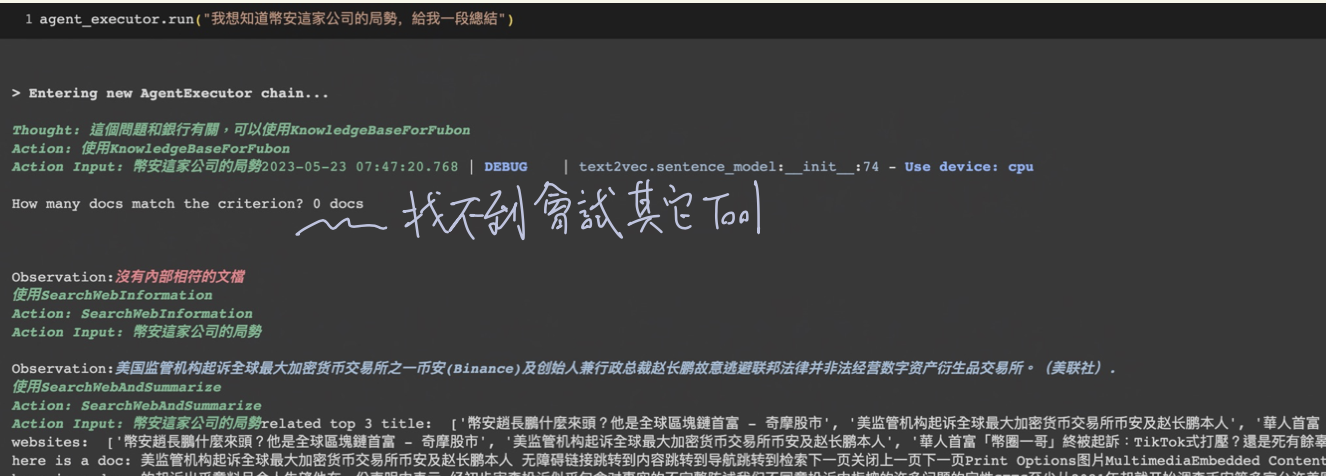 1 agent_executor.run("我想知道幣安這家公司的局勢, 給我一段總結")
> Entering new AgentExecutor chain...
Thought: 這個問題和銀行有關，可以使用KnowledgeBaseForFubon
Action: 使用KnowledgeBaseForFubon
Action Input: 幣安這家公司的局勢2023-05-23 07:47:20.768 | DEBUG | text2vec.sentence_model:__init__:74 - Use device: cpu
How many docs match the criterion? 0 docs
找不到會試其它Tool
Observation:沒有內部相符的文檔
使用SearchWebInformation
Action: SearchWebInformation
Action Input: 幣安這家公司的局勢
Observation:美国监管机构起诉全球最大加密货币交易所之一币安(Binance)及创始人兼行政总裁赵长鹏故意逃避联邦法律并非法经营数字资产衍生品交易所。（美联社）.
使用SearchWebAndSummarize
Action: SearchWebAndSummarize
Action Input: 幣安這家公司的局勢related top 3 title: ['幣安趙長鵬什麼來頭？他是全球區塊鏈首富 - 奇摩股市', '美监管机构起诉全球最大加密货币交易所币安及赵长鹏本人', '華人首富
websites: ['幣安趙長鵬什麼來頭？他是全球區塊鏈首富 - 奇摩股市', '美监管机构起诉全球最大加密货币交易所币安及赵长鹏本人', '華人首富「幣圈一哥」終被起訴：TikTok式打壓？還是死有餘辜
here is a doc: 美监管机构起诉全球最大加密货币交易所币安及赵长鹏本人 无障碍链接跳转到内容跳转到导航跳转到检索下一页关闭上一页下一页Print Options图片MultimediaEmbedded Content